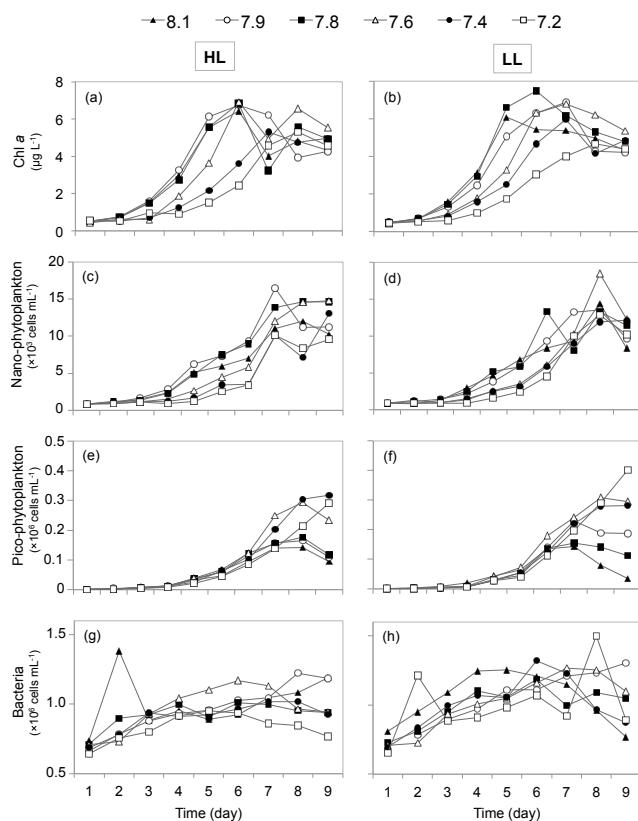 8.1 7.9 7.8 7.6 7.4 7.2
HL LL
(a) (b)
Chl a
(µg L⁻¹)
8
6
4
2
0
(c) (d)
Nano-phytoplankton
(×10³ cells mL⁻¹)
20
15
10
5
0
(e) (f)
Pico-phytoplankton
(×10⁶ cells mL⁻¹)
0.5
0.4
0.3
0.2
0.1
0
(g) (h)
Bacteria
(×10⁶ cells mL⁻¹)
1.5
1.0
0.5
1 2 3 4 5 6 7 8 9 1 2 3 4 5 6 7 8 9
Time (day) Time (day)